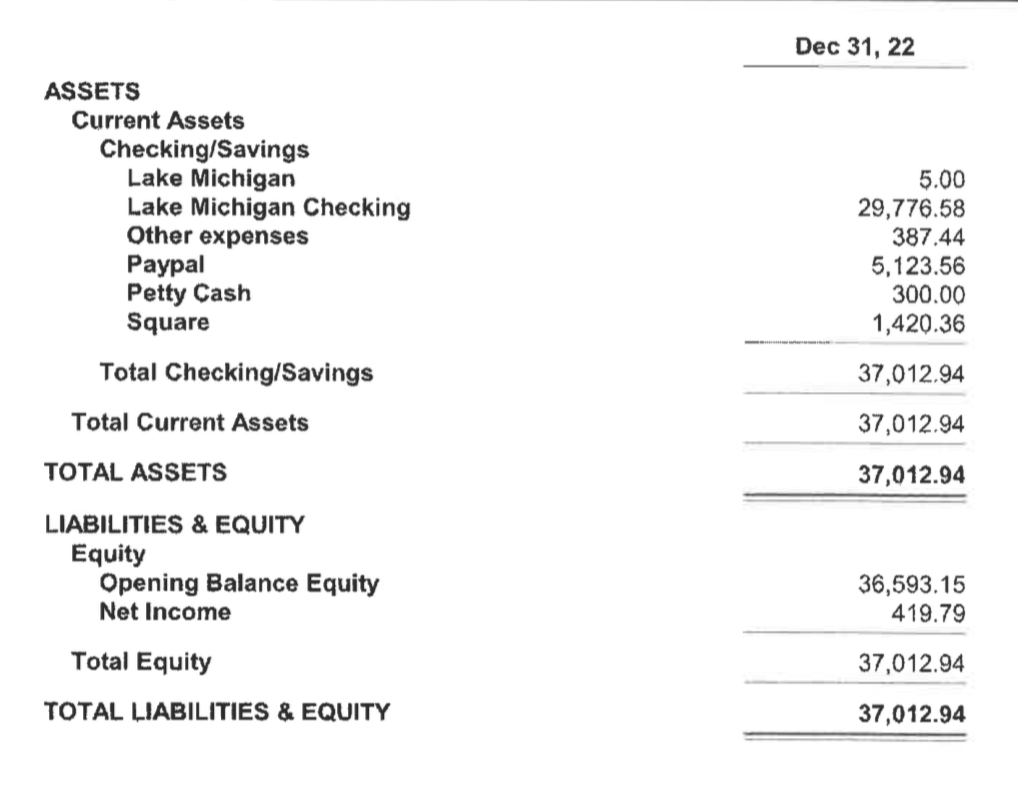 Dec 31, 22
ASSETS
Current Assets
Checking/Savings
Lake Michigan 5.00
Lake Michigan Checking 29,776.58
Other expenses 387.44
Paypal 5,123.56
Petty Cash 300.00
Square 1,420.36
Total Checking/Savings 37,012.94
Total Current Assets 37,012.94
TOTAL ASSETS 37,012.94
LIABILITIES & EQUITY
Equity
Opening Balance Equity 36,593.15
Net Income 419.79
Total Equity 37,012.94
TOTAL LIABILITIES & EQUITY 37,012.94